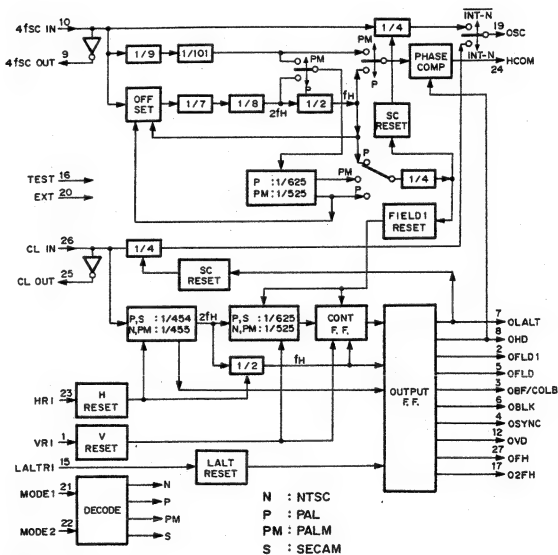 4fSC IN 10
4fSC OUT 9
1/9
1/101
OFF SET
1/7
1/8
2fH
1/2
fH
PM
P
PM
P
1/4
INT-N
INT-N
19 OSC
PHASE COMP
HCOM
24
SC RESET
TEST 16
EXT 20
P : 1/625
PM : 1/525
P
PM
P
1/4
FIELD1 RESET
CL IN 26
CL OUT 25
1/4
SC RESET
P,S : 1/454
N,PM : 1/455
2fH
P,S : 1/625
N,PM : 1/525
CONT F.F.
1/2
fH
OUTPUT F.F.
7 OLALT
8 OHD
2 OFLD1
5 OFLD
3 OBF/COLB
6 OBLK
4 OSYNC
12 OVD
27 OFH
17 O2FH
HRI 23
H RESET
VRI 1
V RESET
LALTRI 15
LALT RESET
MODE1 21
MODE2 22
DECODE
N
P
PM
S
N : NTSC
P : PAL
PM : PALM
S : SECAM